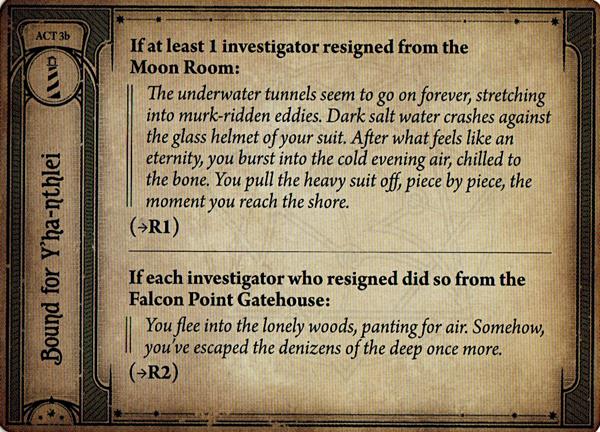 ACT 3b
Bound for Y'ha-nthlei
If at least 1 investigator resigned from the
Moon Room:
The underwater tunnels seem to go on forever, stretching
into murk-ridden eddies. Dark salt water crashes against
the glass helmet of your suit. After what feels like an
eternity, you burst into the cold evening air, chilled to
the bone. You pull the heavy suit off, piece by piece, the
moment you reach the shore.
(→R1)
If each investigator who resigned did so from the
Falcon Point Gatehouse:
You flee into the lonely woods, panting for air. Somehow,
you've escaped the denizens of the deep once more.
(→R2)